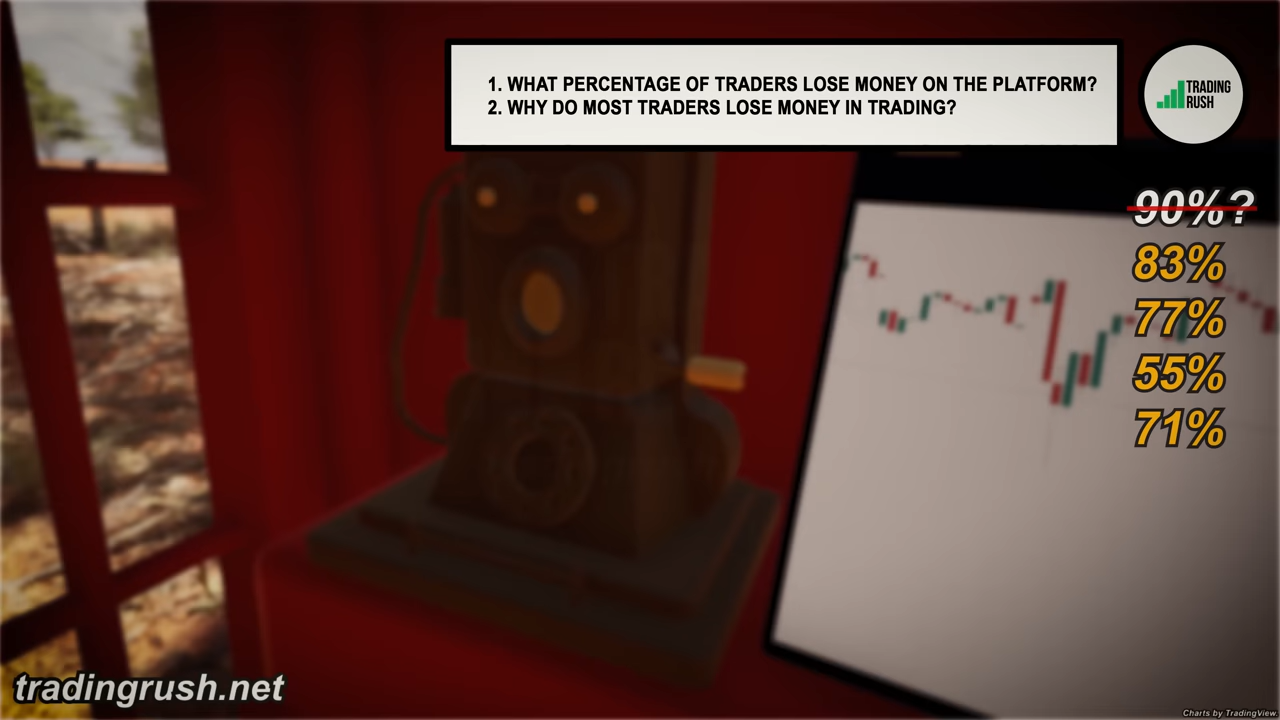 1. WHAT PERCENTAGE OF TRADERS LOSE MONEY ON THE PLATFORM?
2. WHY DO MOST TRADERS LOSE MONEY IN TRADING?
TRADING
RUSH
90%?
83%
77%
55%
71%
tradingrush.net
Charts by TradingView.